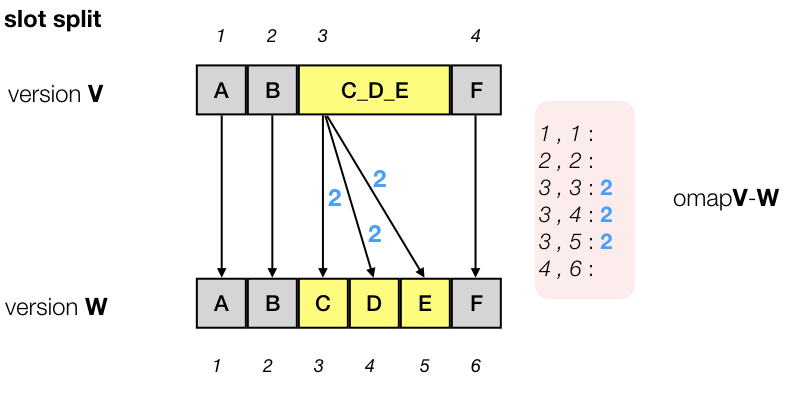 slot split
1 2 3 4
version V
A B C_D_E F
2 2
2
1 , 1 :
2 , 2 :
3 , 3 : 2
3 , 4 : 2
3 , 5 : 2
4 , 6 :
omapV-W
version W
A B C D E F
1 2 3 4 5 6